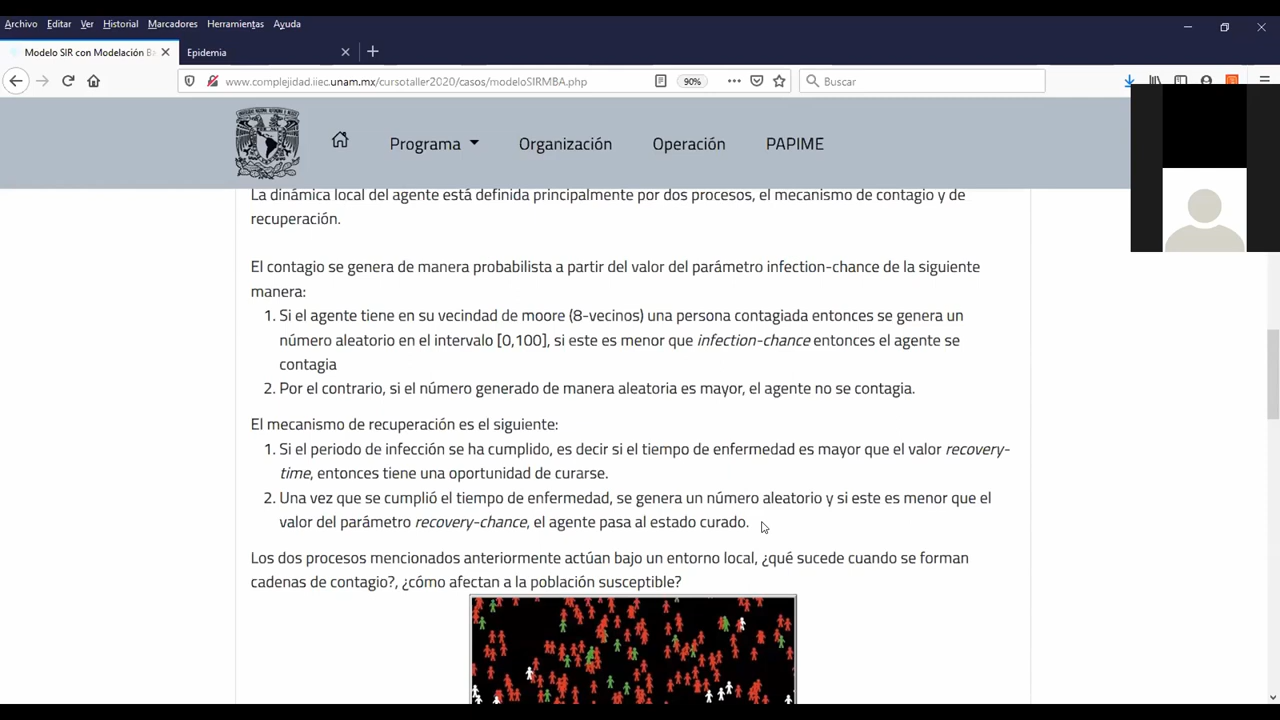 Archivo Editar Ver Historial Marcadores Herramientas Ayuda
Modelo SIR con Modelación Ba
Epidemia
www.complejidad.iiec.unam.mx/cursotaller2020/casos/modeloSIRMBA.php
90%
Buscar
Programa
Organización
Operación
PAPIME
La dinámica local del agente está definida principalmente por dos procesos, el mecanismo de contagio y de
recuperación.
El contagio se genera de manera probabilista a partir del valor del parámetro infection-chance de la siguiente
manera:
1. Si el agente tiene en su vecindad de moore (8-vecinos) una persona contagiada entonces se genera un
número aleatorio en el intervalo [0,100], si este es menor que infection-chance entonces el agente se
contagia
2. Por el contrario, si el número generado de manera aleatoria es mayor, el agente no se contagia.
El mecanismo de recuperación es el siguiente:
1. Si el periodo de infección se ha cumplido, es decir si el tiempo de enfermedad es mayor que el valor recovery-
time, entonces tiene una oportunidad de curarse.
2. Una vez que se cumplió el tiempo de enfermedad, se genera un número aleatorio y si este es menor que el
valor del parámetro recovery-chance, el agente pasa al estado curado.
Los dos procesos mencionados anteriormente actúan bajo un entorno local, ¿qué sucede cuando se forman
cadenas de contagio?, ¿cómo afectan a la población susceptible?